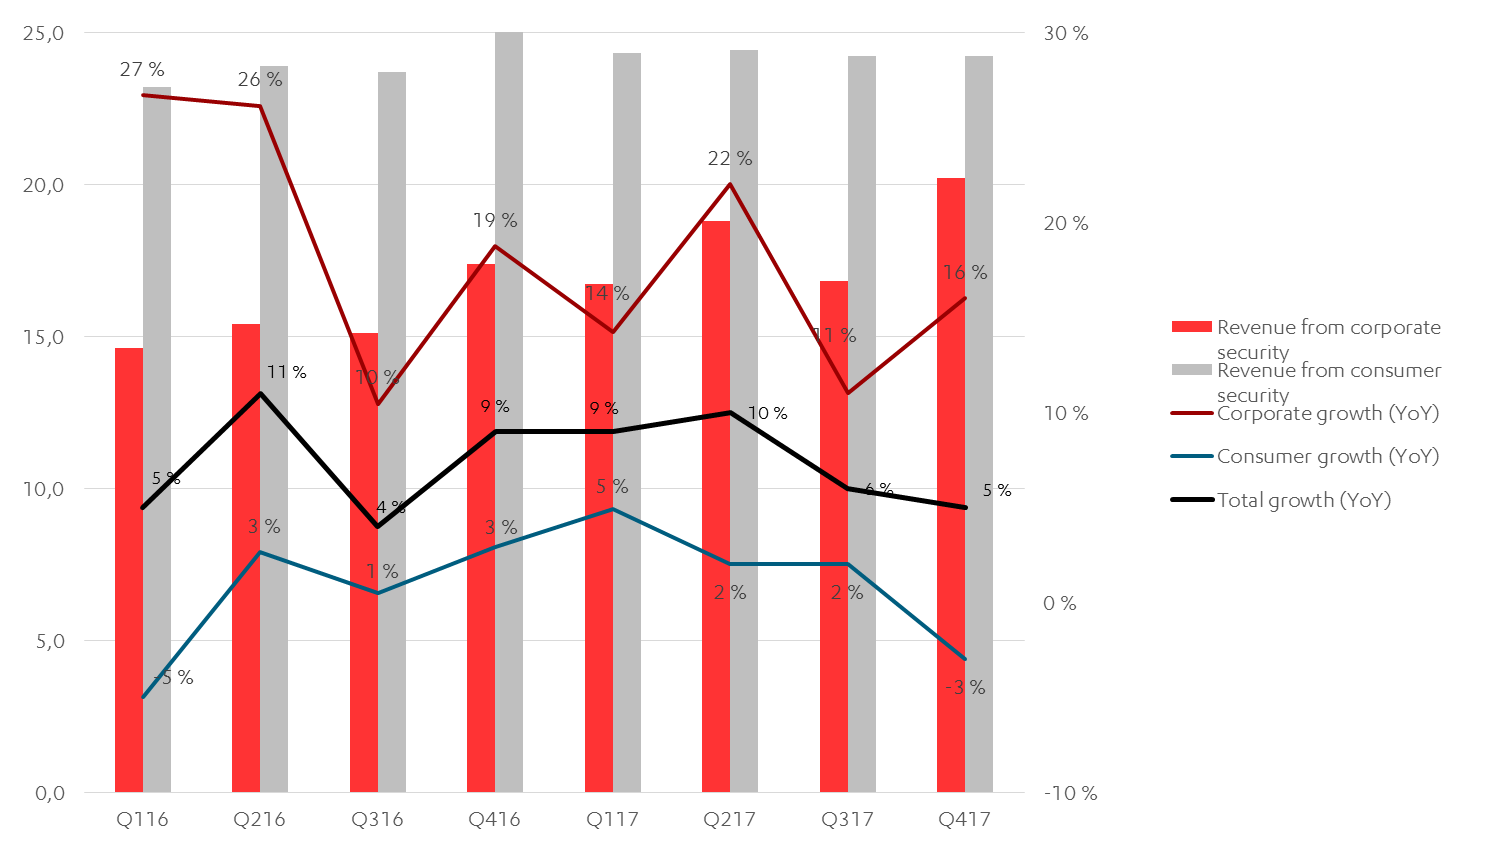 25,0
20,0
15,0
10,0
5,0
0,0
30 %
20 %
10 %
0 %
-10 %
27 %
26 %
10 %
19 %
14 %
22 %
11 %
16 %
5 %
11 %
4 %
9 %
9 %
10 %
6 %
5 %
-5 %
3 %
1 %
3 %
5 %
2 %
2 %
-3 %
Q116
Q216
Q316
Q416
Q117
Q217
Q317
Q417
Revenue from corporate
security
Revenue from consumer
security
Corporate growth (YoY)
Consumer growth (YoY)
Total growth (YoY)